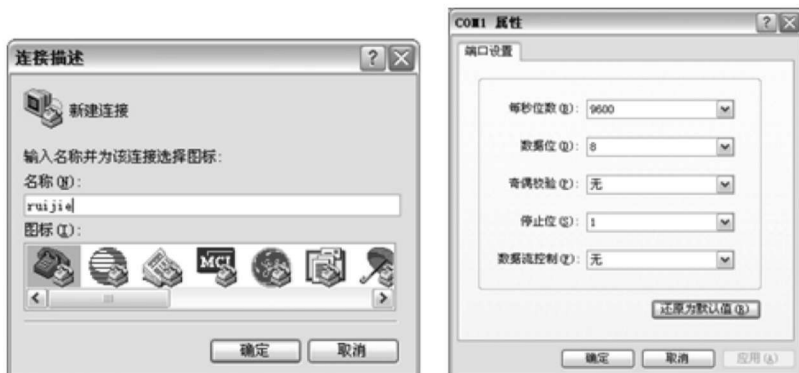 连接描述
新建连接
输入名称并为该连接选择图标:
名称(N):
ruijie
图标(I):
MCI
确定
取消
COM1 属性
端口设置
每秒位数(B): 9600
数据位(D): 8
奇偶校验(P): 无
停止位(S): 1
数据流控制(F): 无
还原为默认值(R)
确定
取消
应用(A)